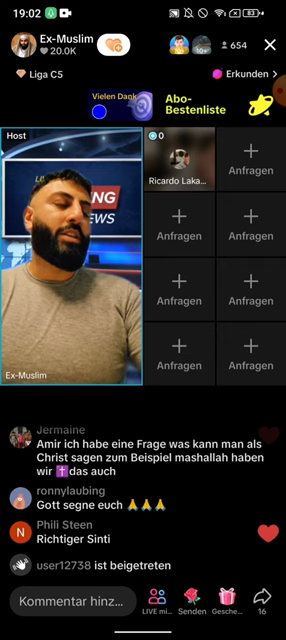 19:02
83
Ex-Muslim
20.0K
10+
654
Liga C5
Erkunden >
Vielen Dank
Abo-
Bestenliste
Host
NG
NEWS
Ex-Muslim
0
Ricardo Laka...
Anfragen
Anfragen
Anfragen
Anfragen
Anfragen
Anfragen
Anfragen
Jermaine
Amir ich habe eine Frage was kann man als
Christ sagen zum Beispiel mashallah haben
wir ✝️das auch
ronnylaubing
Gott segne euch 🙏🙏🙏
N
Phili Steen
Richtiger Sinti
user12738 ist beigetreten
Kommentar hinz...
LIVE mi...
Senden
Gesche...
16